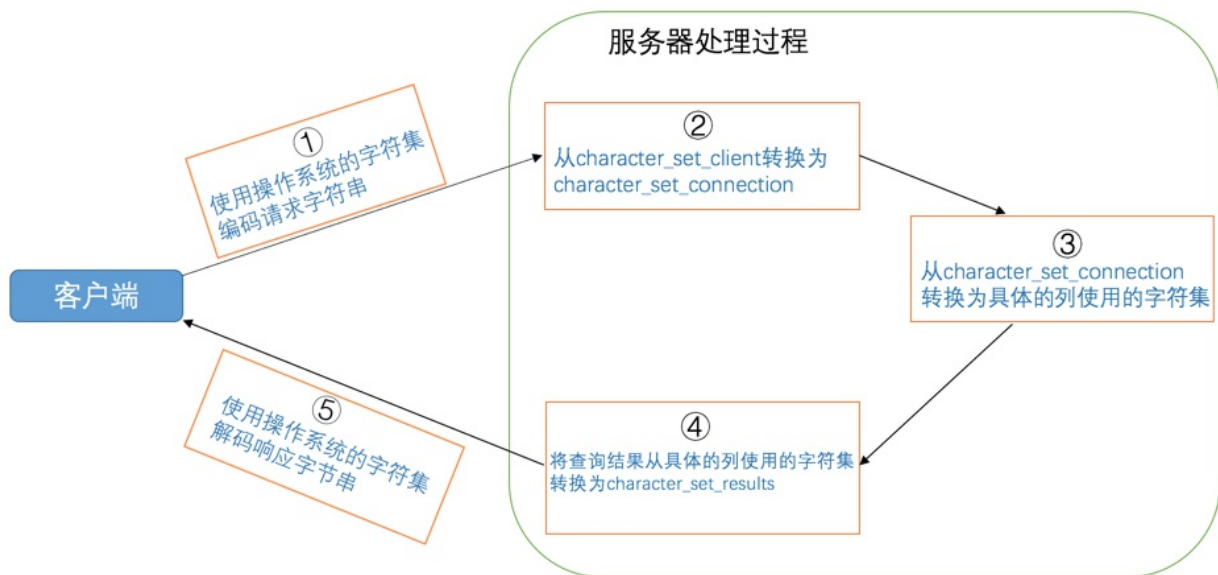 服务器处理过程
①
使用操作系统的字符集
编码请求字符串
②
从character_set_client转换为
character_set_connection
③
从character_set_connection
转换为具体的列使用的字符集
客户端
④
将查询结果从具体的列使用的字符集
转换为character_set_results
⑤
使用操作系统的字符集
解码响应字节串